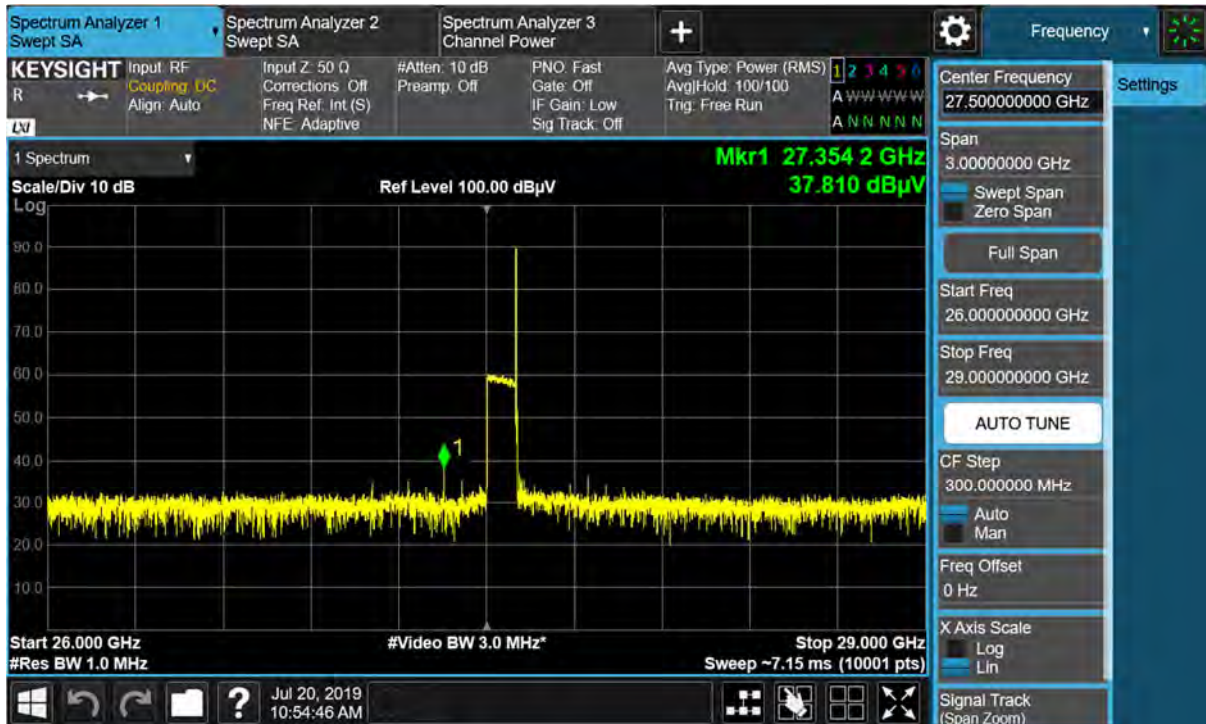 Spectrum Analyzer 1
Swept SA
Spectrum Analyzer 2
Swept SA
Spectrum Analyzer 3
Channel Power
+
Frequency
KEYSIGHT
R
LXI
Input: RF
Coupling: DC
Align: Auto
Input Z: 50 Ω
Corrections: Off
Freq Ref: Int (S)
NFE: Adaptive
#Atten: 10 dB
Preamp: Off
PNO: Fast
Gate: Off
IF Gain: Low
Sig Track: Off
Avg Type: Power (RMS)
Avg|Hold: 100/100
Trig: Free Run
1 2 3 4 5 6
A W W W W W
A N N N N N
1 Spectrum
Scale/Div 10 dB
Log
Ref Level 100.00 dBµV
Mkr1 27.354 2 GHz
37.810 dBµV
90.0
80.0
70.0
60.0
50.0
40.0
30.0
20.0
10.0
1
Start 26.000 GHz
#Res BW 1.0 MHz
#Video BW 3.0 MHz*
Stop 29.000 GHz
Sweep ~7.15 ms (10001 pts)
?
Jul 20, 2019
10:54:46 AM
Center Frequency
27.500000000 GHz
Span
3.00000000 GHz
Swept Span
Zero Span
Full Span
Start Freq
26.000000000 GHz
Stop Freq
29.000000000 GHz
AUTO TUNE
CF Step
300.000000 MHz
Auto
Man
Freq Offset
0 Hz
X Axis Scale
Log
Lin
Signal Track
(Span Zoom)
Settings